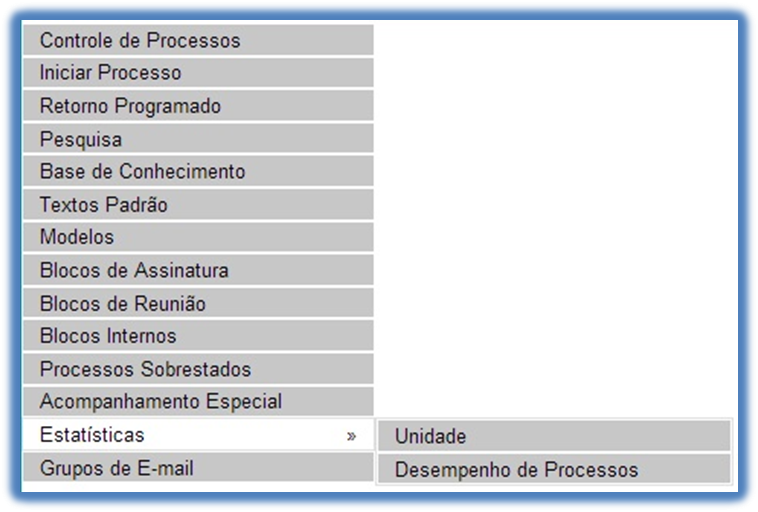 Controle de Processos
Iniciar Processo
Retorno Programado
Pesquisa
Base de Conhecimento
Textos Padrão
Modelos
Blocos de Assinatura
Blocos de Reunião
Blocos Internos
Processos Sobrestados
Acompanhamento Especial
Estatísticas »
Unidade
Grupos de E-mail
Desempenho de Processos